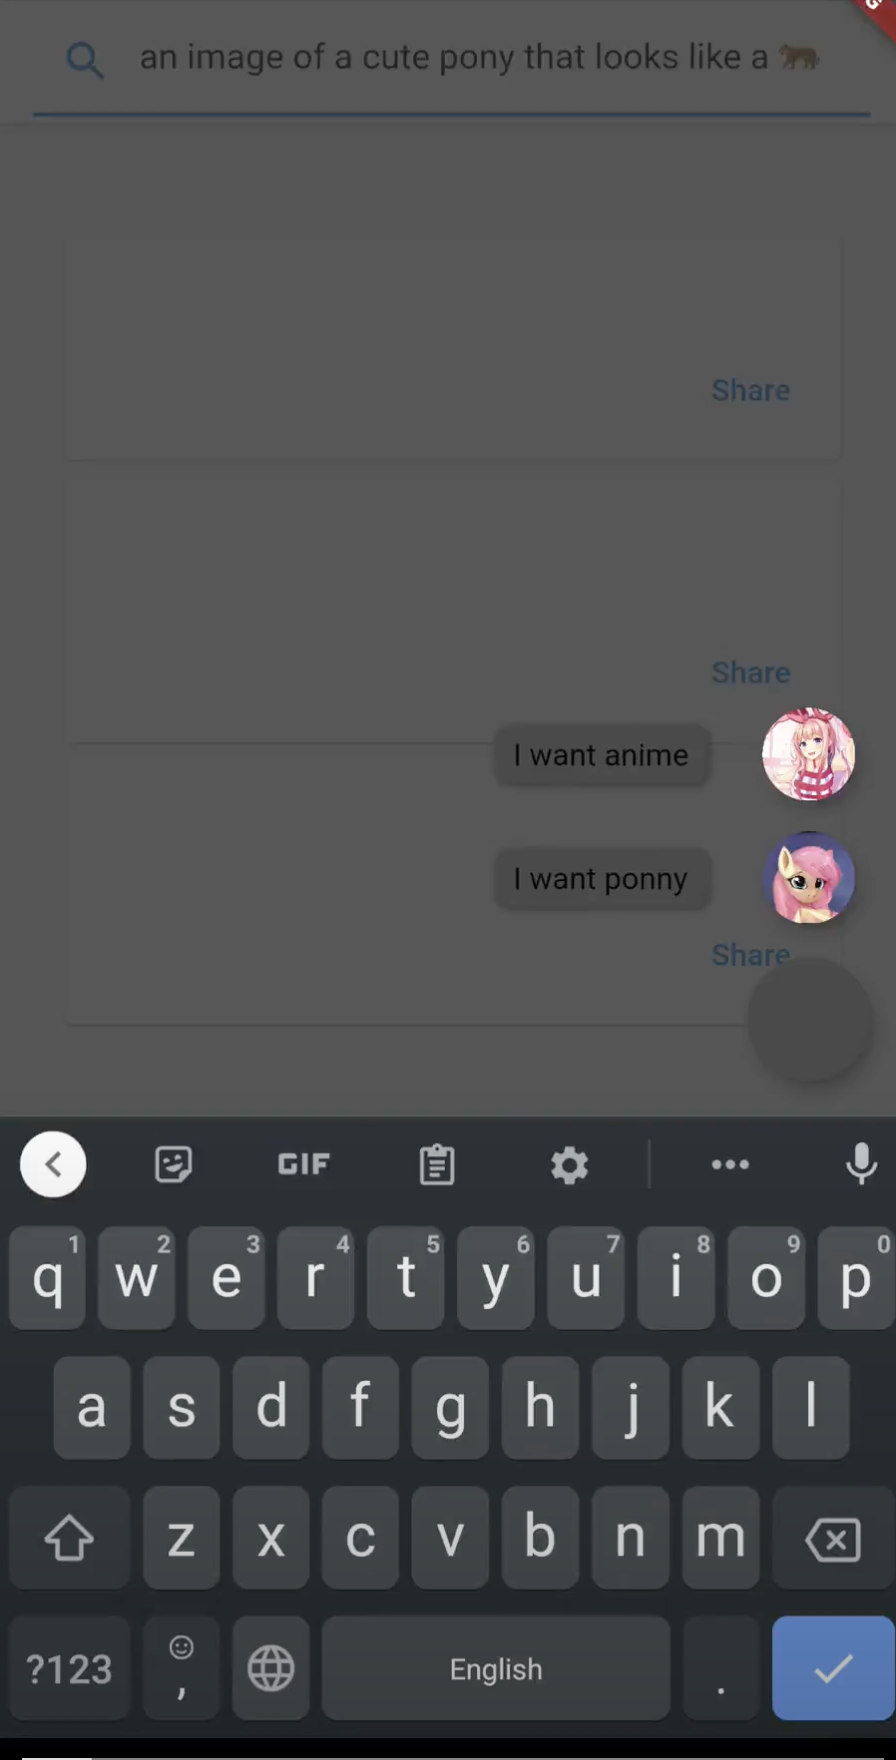 G
an image of a cute pony that looks like a 🐆
Share
Share
I want anime
I want ponny
Share
GIF
1 2 3 4 5 6 7 8 9 0
q w e r t y u i o p
a s d f g h j k l
z x c v b n m
?123 , English .